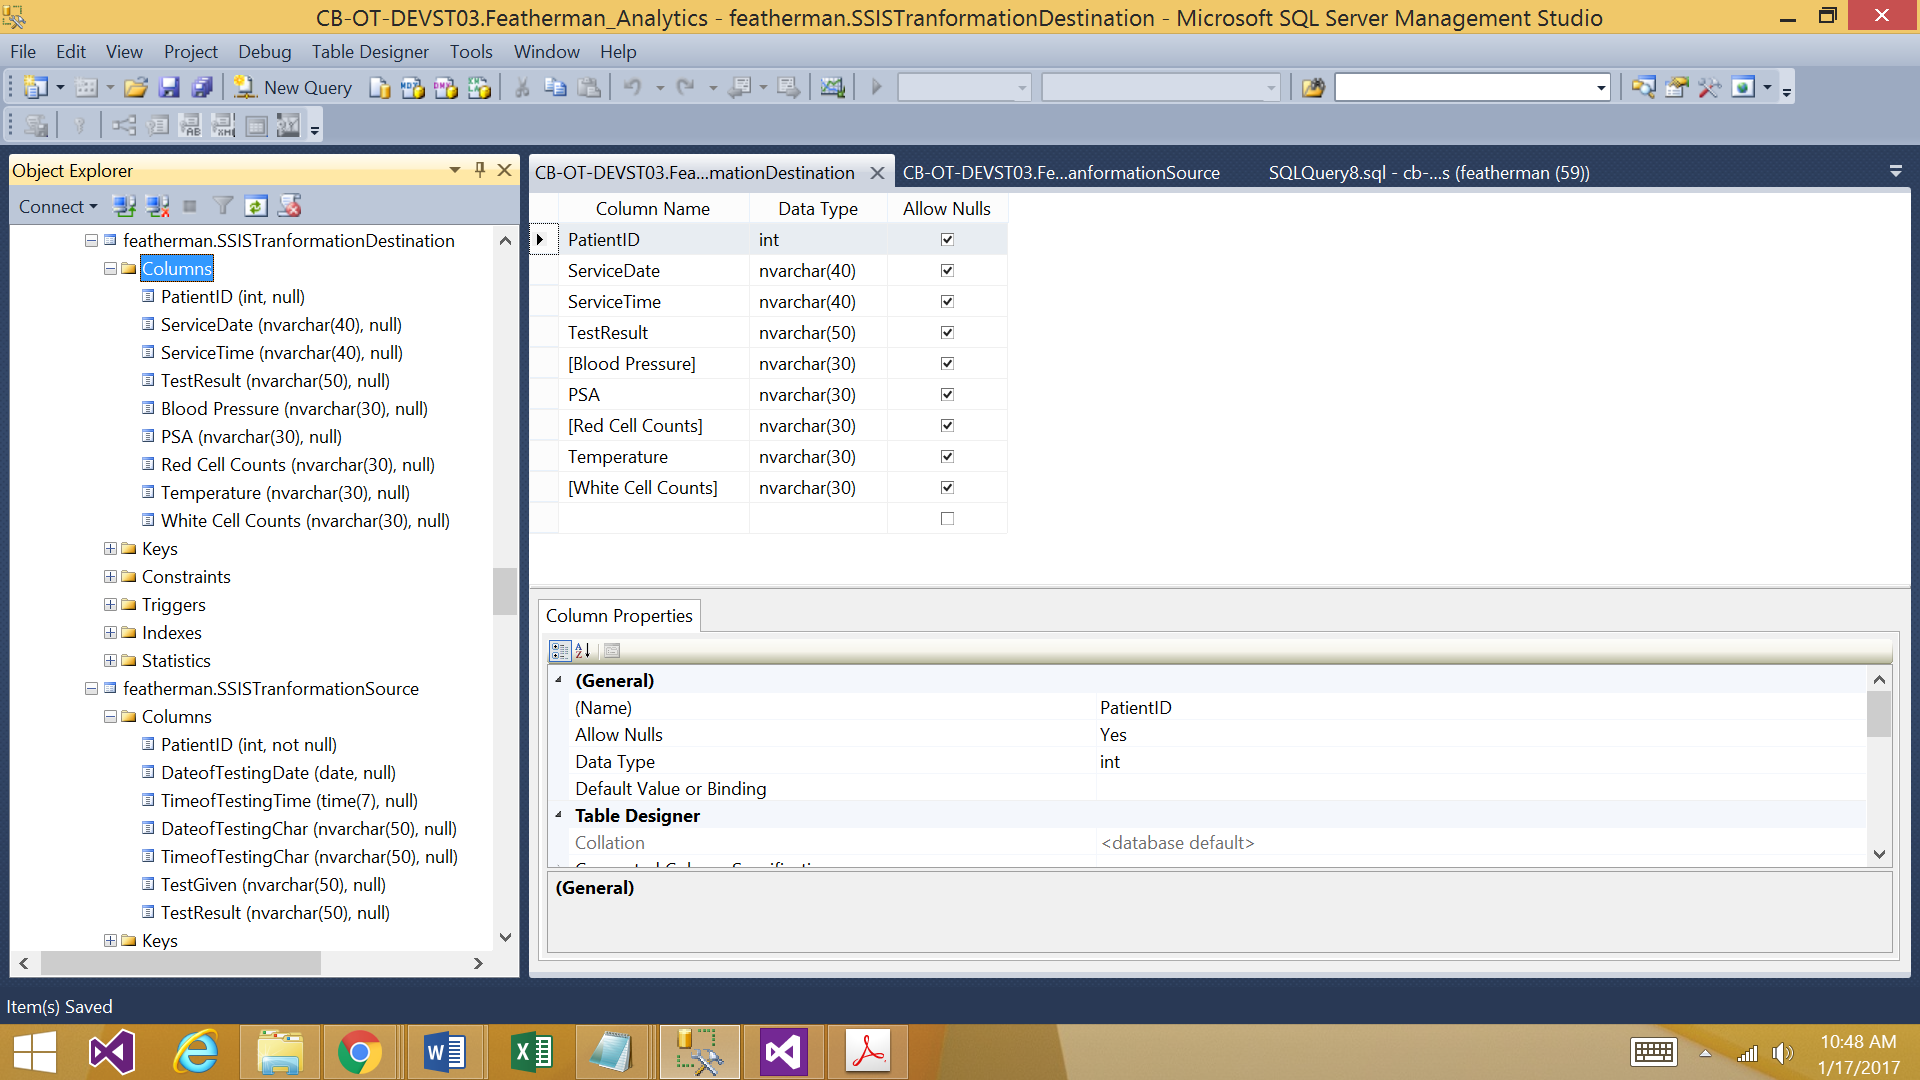 CB-OT-DEVST03.Featherman_Analytics - featherman.SSISTranformationDestination - Microsoft SQL Server Management Studio
File Edit View Project Debug Table Designer Tools Window Help
New Query
Object Explorer
Connect
featherman.SSISTranformationDestination
Columns
PatientID (int, null)
ServiceDate (nvarchar(40), null)
ServiceTime (nvarchar(40), null)
TestResult (nvarchar(50), null)
Blood Pressure (nvarchar(30), null)
PSA (nvarchar(30), null)
Red Cell Counts (nvarchar(30), null)
Temperature (nvarchar(30), null)
White Cell Counts (nvarchar(30), null)
Keys
Constraints
Triggers
Indexes
Statistics
featherman.SSISTranformationSource
Columns
PatientID (int, not null)
DateofTestingDate (date, null)
TimeofTestingTime (time(7), null)
DateofTestingChar (nvarchar(50), null)
TimeofTestingChar (nvarchar(50), null)
TestGiven (nvarchar(50), null)
TestResult (nvarchar(50), null)
Keys
CB-OT-DEVST03.Fea...mationDestination CB-OT-DEVST03.Fe...anformationSource SQLQuery8.sql - cb-...s (featherman (59))
Column Name Data Type Allow Nulls
PatientID int
ServiceDate nvarchar(40)
ServiceTime nvarchar(40)
TestResult nvarchar(50)
[Blood Pressure] nvarchar(30)
PSA nvarchar(30)
[Red Cell Counts] nvarchar(30)
Temperature nvarchar(30)
[White Cell Counts] nvarchar(30)
Column Properties
(General)
(Name) PatientID
Allow Nulls Yes
Data Type int
Default Value or Binding
Table Designer
Collation <database default>
(General)
Item(s) Saved
10:48 AM
1/17/2017